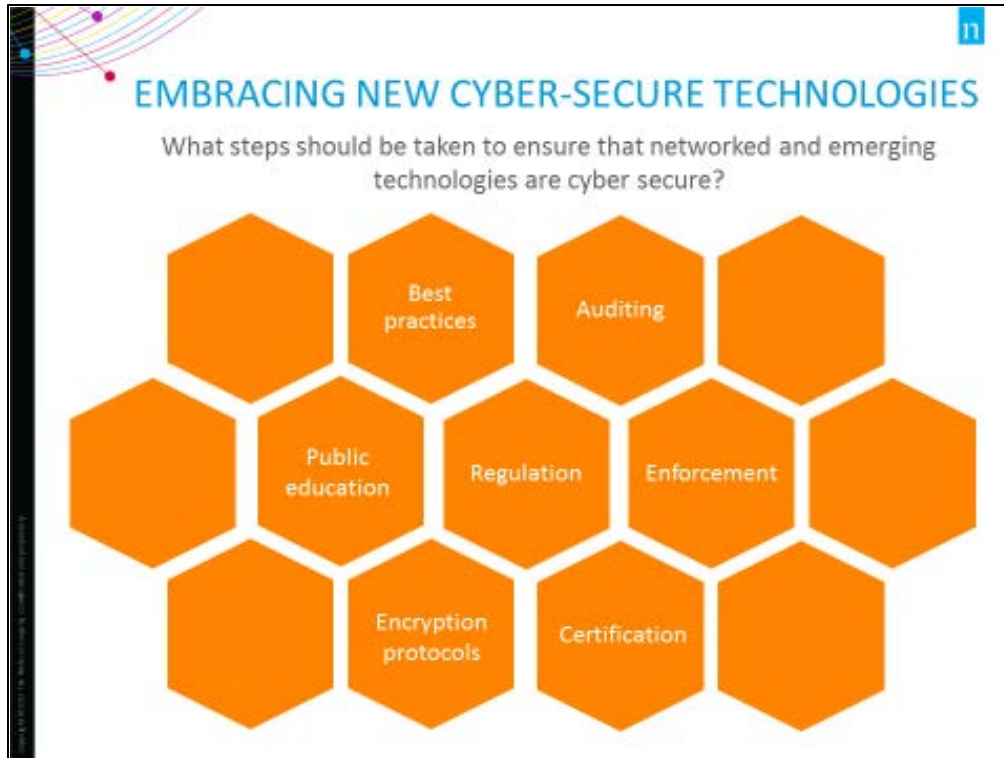 n
EMBRACING NEW CYBER-SECURE TECHNOLOGIES
What steps should be taken to ensure that networked and emerging
technologies are cyber secure?
Best
practices
Auditing
Public
education
Regulation
Enforcement
Encryption
protocols
Certification